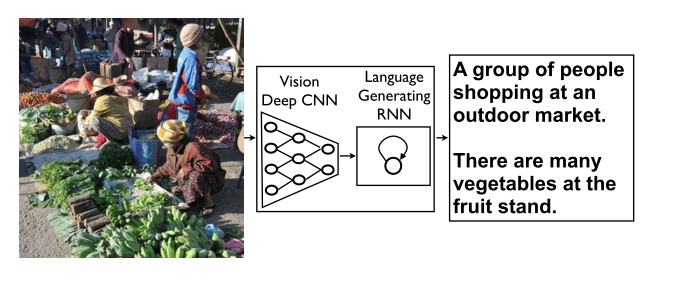 Vision
Deep CNN
Language
Generating
RNN
A group of people
shopping at an
outdoor market.
There are many
vegetables at the
fruit stand.